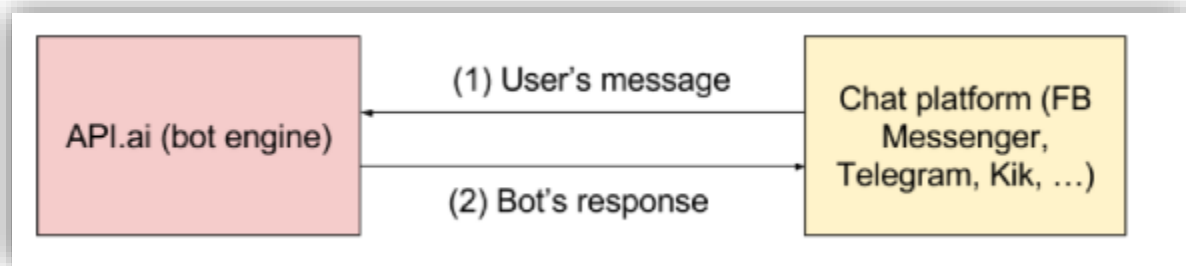 API.ai (bot engine)
(1) User's message
(2) Bot's response
Chat platform (FB
Messenger,
Telegram, Kik, …)